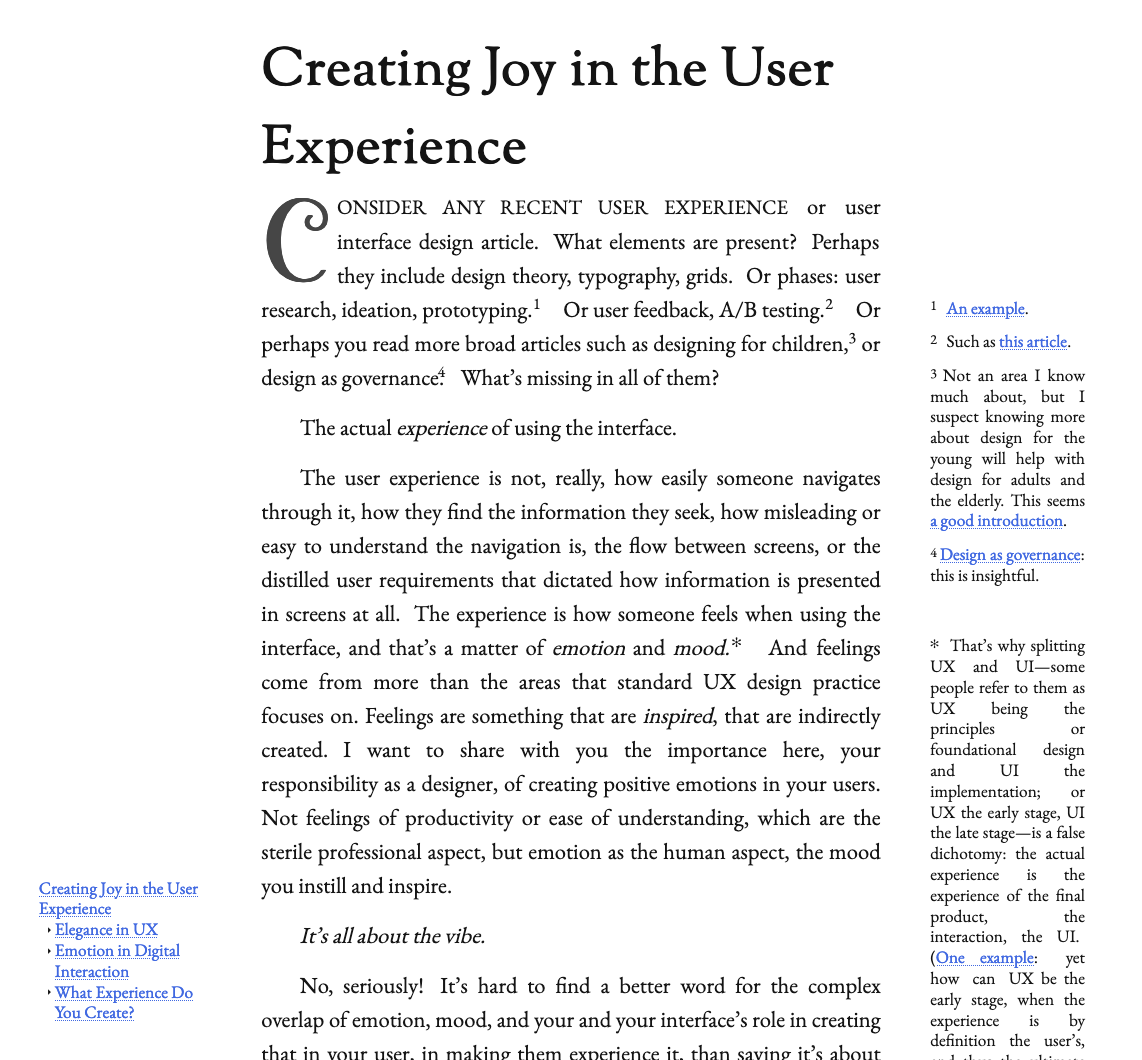 Creating Joy in the User
Experience
CONSIDER ANY RECENT USER EXPERIENCE or user
interface design article. What elements are present? Perhaps
they include design theory, typography, grids. Or phases: user
research, ideation, prototyping.1 Or user feedback, A/B testing.2 Or
perhaps you read more broad articles such as designing for children,3 or
design as governance.4 What’s missing in all of them?
The actual experience of using the interface.
The user experience is not, really, how easily someone navigates
through it, how they find the information they seek, how misleading or
easy to understand the navigation is, the flow between screens, or the
distilled user requirements that dictated how information is presented
in screens at all. The experience is how someone feels when using the
interface, and that’s a matter of emotion and mood.* And feelings
come from more than the areas that standard UX design practice
focuses on. Feelings are something that are inspired, that are indirectly
created. I want to share with you the importance here, your
responsibility as a designer, of creating positive emotions in your users.
Not feelings of productivity or ease of understanding, which are the
sterile professional aspect, but emotion as the human aspect, the mood
you instill and inspire.
It’s all about the vibe.
No, seriously! It’s hard to find a better word for the complex
overlap of emotion, mood, and your and your interface’s role in creating
that in your user, in making them experience it, than saying it’s about
1 An example.
2 Such as this article.
3 Not an area I know
much about, but I
suspect knowing more
about design for the
young will help with
design for adults and
the elderly. This seems
a good introduction.
4 Design as governance:
this is insightful.
* That’s why splitting
UX and UI—some
people refer to them as
UX being the
principles or
foundational design
and UI the
implementation; or
UX the early stage, UI
the late stage—is a false
dichotomy: the actual
experience is the
experience of the final
product, the
interaction, the UI.
(One example: yet
how can UX be the
early stage, when the
experience is by
definition the user’s,
and thus the ultimate
Creating Joy in the User
Experience
‣ Elegance in UX
‣ Emotion in Digital
Interaction
‣ What Experience Do
You Create?